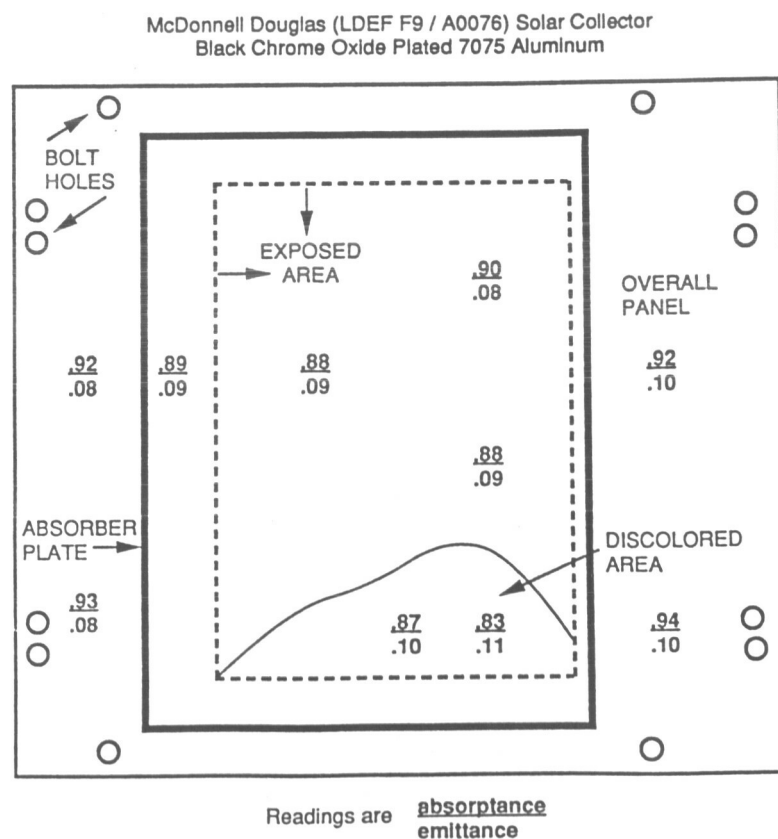 McDonnell Douglas (LDEF F9 / A0076) Solar Collector
Black Chrome Oxide Plated 7075 Aluminum
BOLT
HOLES
EXPOSED
AREA
.90
.08
OVERALL
PANEL
.92
.08
.89
.09
.88
.09
.92
.10
.88
.09
ABSORBER
PLATE
DISCOLORED
AREA
.93
.08
.87
.10
.83
.11
.94
.10
Readings are absorptance
emittance